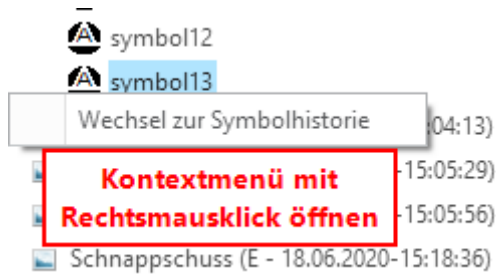 symbol12
symbol13
Wechsel zur Symbolhistorie
:04:13)
Kontextmenü mit
-15:05:29)
Rechtsmausklick öffnen
-15:05:56)
Schnappschuss (E - 18.06.2020-15:18:36)